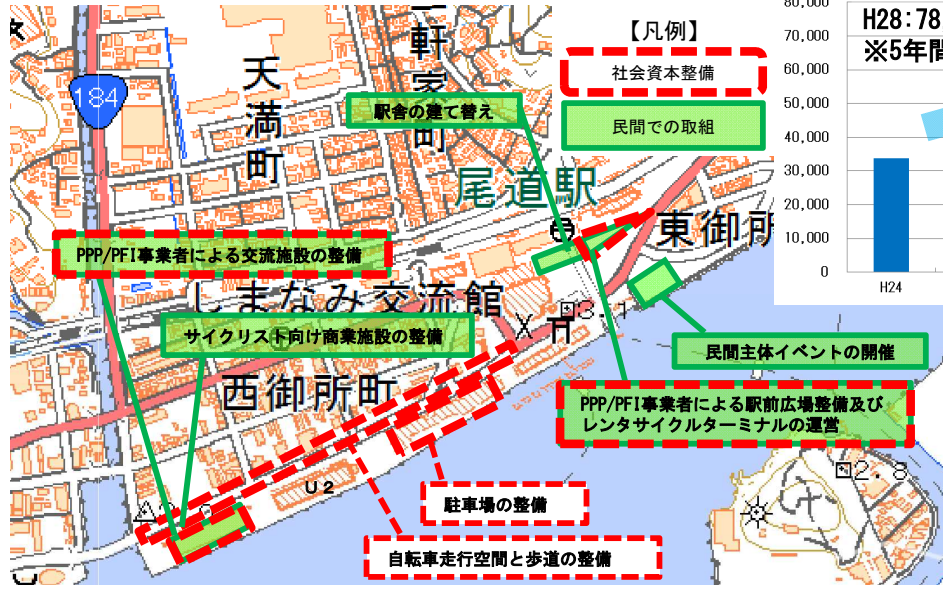 【凡例】
社会資本整備
民間での取組
80,000
70,000
60,000
50,000
40,000
30,000
20,000
10,000
0
H24
H28:78
※5年間
184
天満町
三軒家町
駅舎の建て替え
尾道駅
東御所
PPP/PFI事業者による交流施設の整備
しまなみ交流館
3.1
サイクリスト向け商業施設の整備
民間主体イベントの開催
西御所町
PPP/PFI事業者による駅前広場整備及び
レンタサイクルターミナルの運営
2.8
U2
駐車場の整備
自転車走行空間と歩道の整備